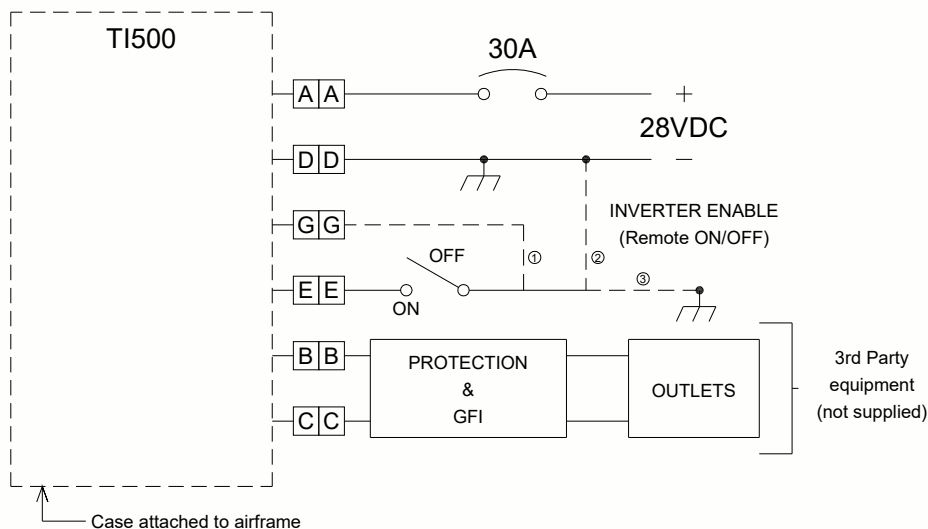 TI500
30A
A A
+
28VDC
D D
−
INVERTER ENABLE
(Remote ON/OFF)
G G
OFF
①
②
③
E E
ON
B B
PROTECTION
&
GFI
OUTLETS
3rd Party
equipment
(not supplied)
C C
Case attached to airframe